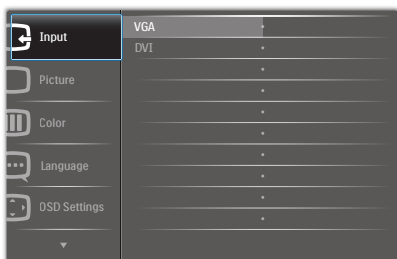 Input
VGA
DVI
Picture
Color
Language
OSD Settings